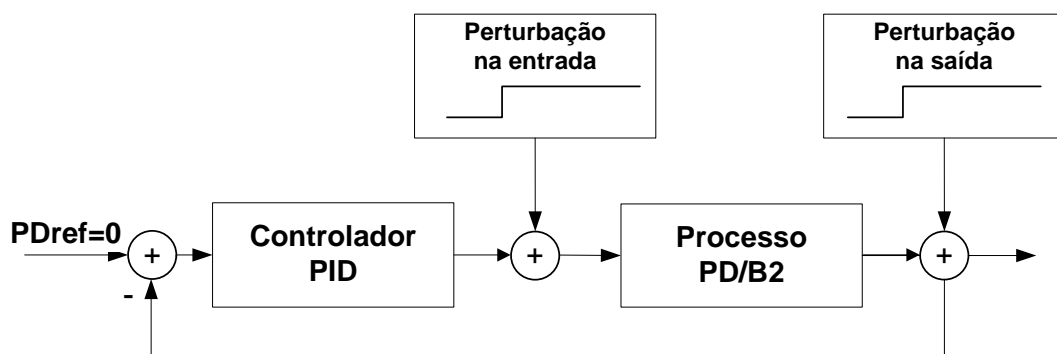 Perturbação
na entrada
Perturbação
na saída
PDref=0
+
-
Controlador
PID
+
Processo
PD/B2
+